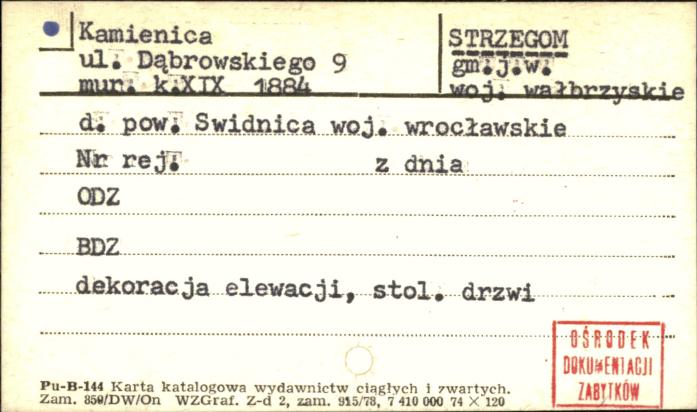 Kamienica
ul. Dąbrowskiego 9
mur. k.XIX 1884
STRZEGOM
gm.j.w.
woj. wałbrzyskie
d. pow. Swidnica woj. wrocławskie
Nr rej. z dnia
ODZ
BDZ
dekoracja elewacji, stol. drzwi
OŚRODEK
DOKUMENTACJI
ZABYTKÓW
Pu-B-144 Karta katalogowa wydawnictw ciągłych i zwartych.
Zam. 850/DW/On WZGraf. Z-d 2, zam. 915/78, 7 410 000 74 × 120